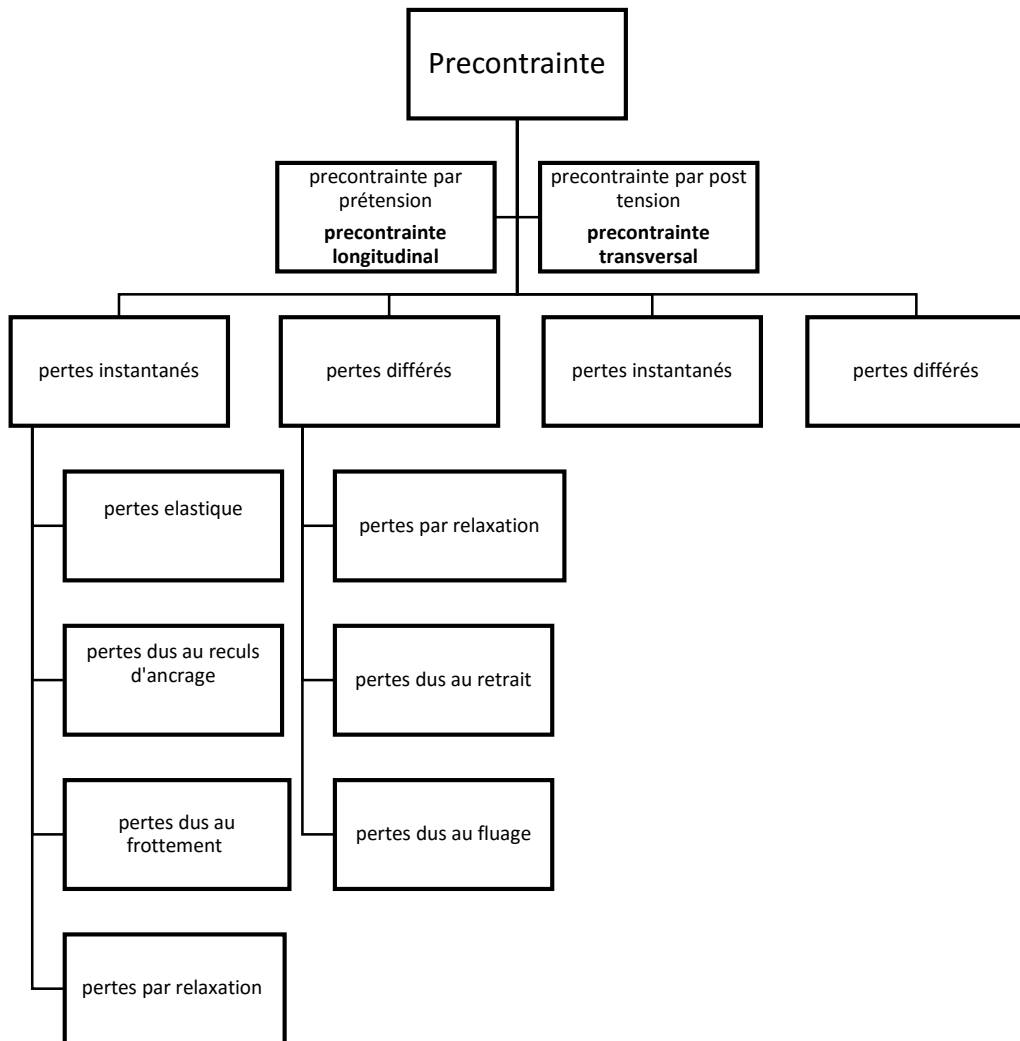 Precontrainte
precontrainte par
prétension
precontrainte
longitudinal
precontrainte par post
tension
precontrainte
transversal
pertes instantanés
pertes différés
pertes instantanés
pertes différés
pertes elastique
pertes dus au reculs
d'ancrage
pertes dus au
frottement
pertes par relaxation
pertes par relaxation
pertes dus au retrait
pertes dus au fluage